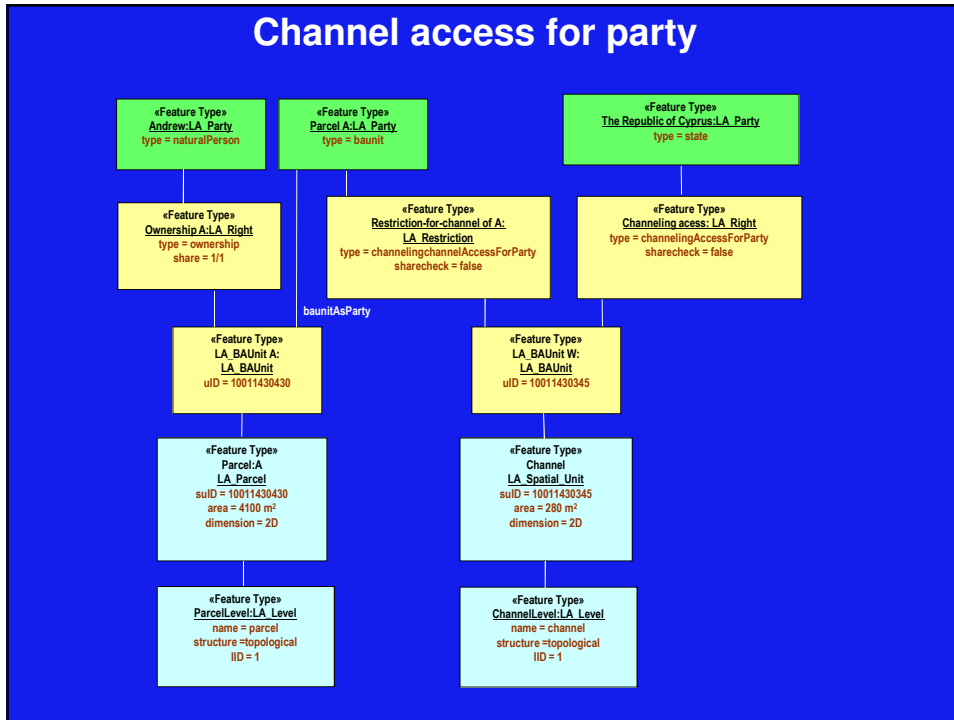 Channel access for party
«Feature Type»
Andrew:LA_Party
type = naturalPerson
«Feature Type»
Parcel A:LA_Party
type = baunit
«Feature Type»
The Republic of Cyprus:LA_Party
type = state
«Feature Type»
Ownership A:LA_Right
type = ownership
share = 1/1
«Feature Type»
Restriction-for-channel of A:
LA_Restriction
type = channelingchannelAccessForParty
sharecheck = false
«Feature Type»
Channeling acess: LA_Right
type = channelingAccessForParty
sharecheck = false
baunitAsParty
«Feature Type»
LA_BAUnit A:
LA_BAUnit
uID = 10011430430
«Feature Type»
LA_BAUnit W:
LA_BAUnit
uID = 10011430345
«Feature Type»
Parcel:A
LA_Parcel
suID = 10011430430
area = 4100 m²
dimension = 2D
«Feature Type»
Channel
LA_Spatial_Unit
suID = 10011430345
area = 280 m²
dimension = 2D
«Feature Type»
ParcelLevel:LA_Level
name = parcel
structure =topological
lID = 1
«Feature Type»
ChannelLevel:LA_Level
name = channel
structure =topological
lID = 1